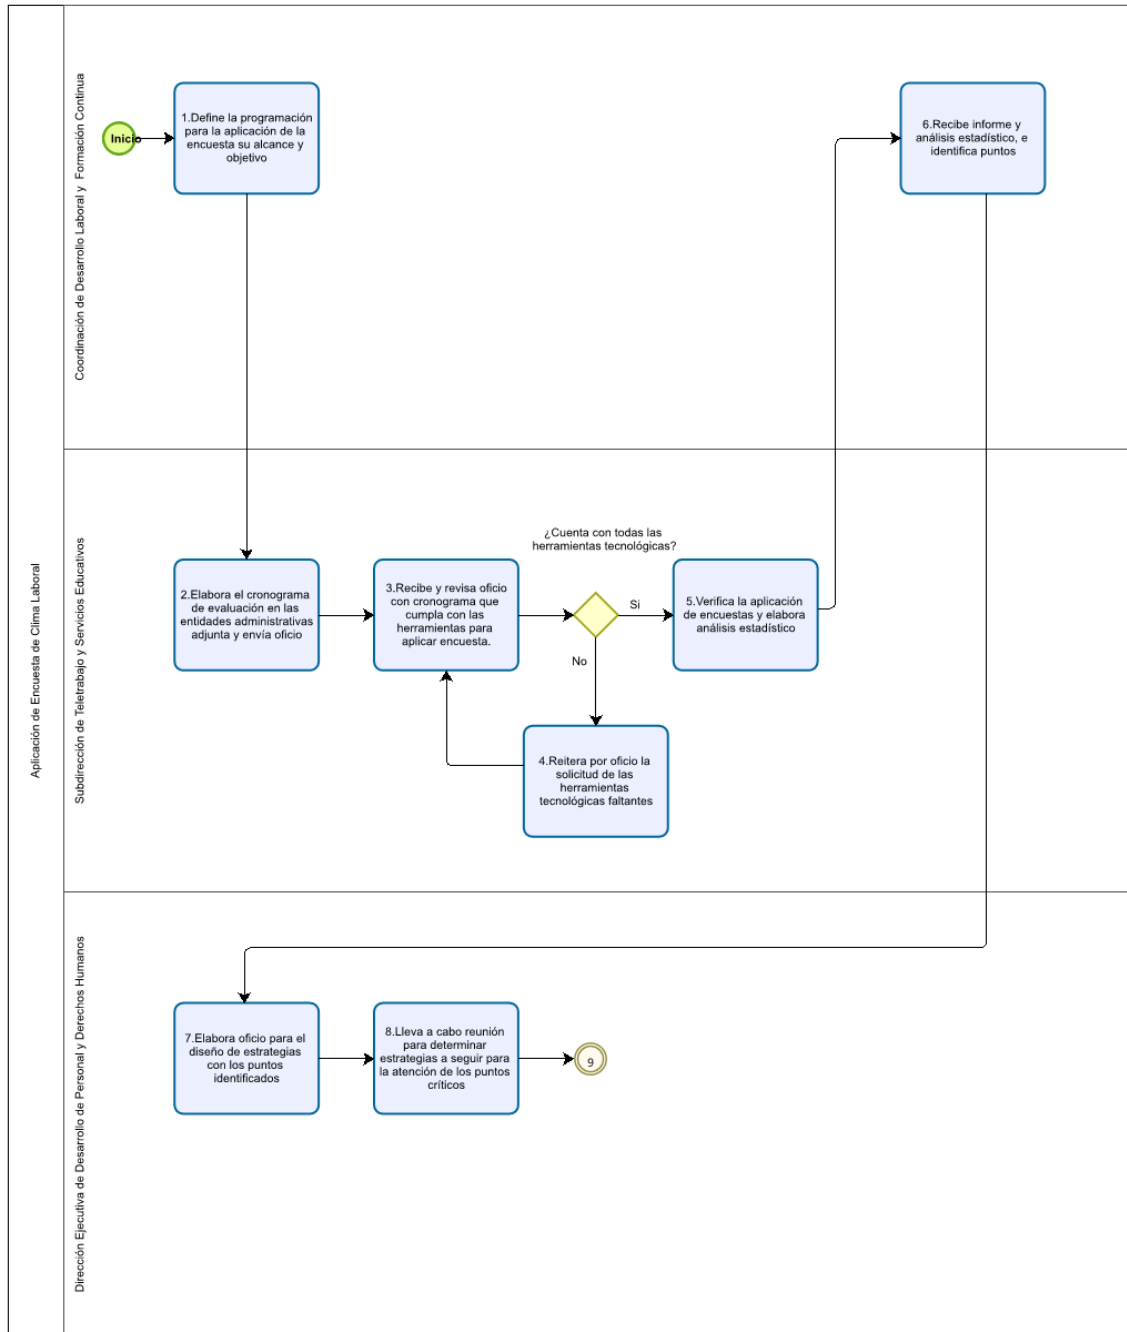 Aplicación de Encuesta de Clima Laboral
Coordinación de Desarrollo Laboral y Formación Continua
Inicio
1.Define la programación
para la aplicación de la
encuesta su alcance y
objetivo
6.Recibe informe y
análisis estadístico, e
identifica puntos
Subdirección de Teletrabajo y Servicios Educativos
2.Elabora el cronograma
de evaluación en las
entidades administrativas
adjunta y envía oficio
3.Recibe y revisa oficio
con cronograma que
cumpla con las
herramientas para
aplicar encuesta.
¿Cuenta con todas las
herramientas tecnológicas?
Si
No
5.Verifica la aplicación
de encuestas y elabora
análisis estadístico
4.Reitera por oficio la
solicitud de las
herramientas
tecnológicas faltantes
Dirección Ejecutiva de Desarrollo de Personal y Derechos Humanos
7.Elabora oficio para el
diseño de estrategias
con los puntos
identificados
8.Lleva a cabo reunión
para determinar
estrategias a seguir para
la atención de los puntos
críticos
9